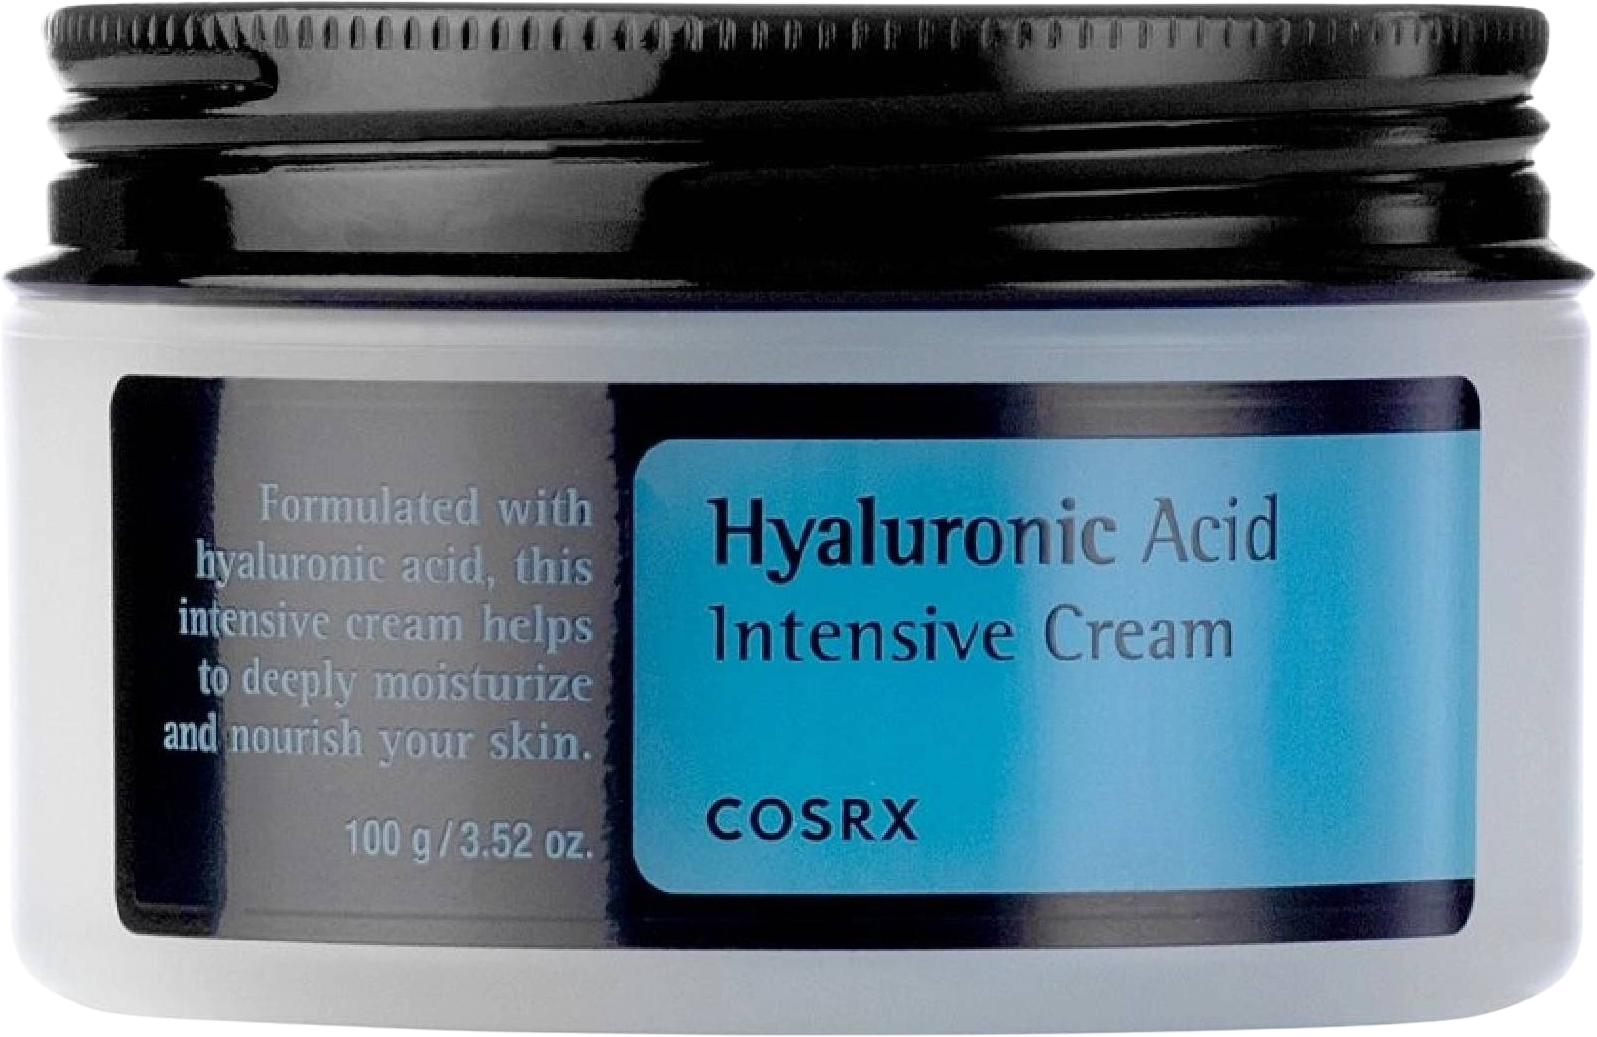 Formulated with
hyaluronic acid, this
intensive cream helps
to deeply moisturize
and nourish your skin.
100 g / 3.52 oz.
Hyaluronic Acid
Intensive Cream
COSRX